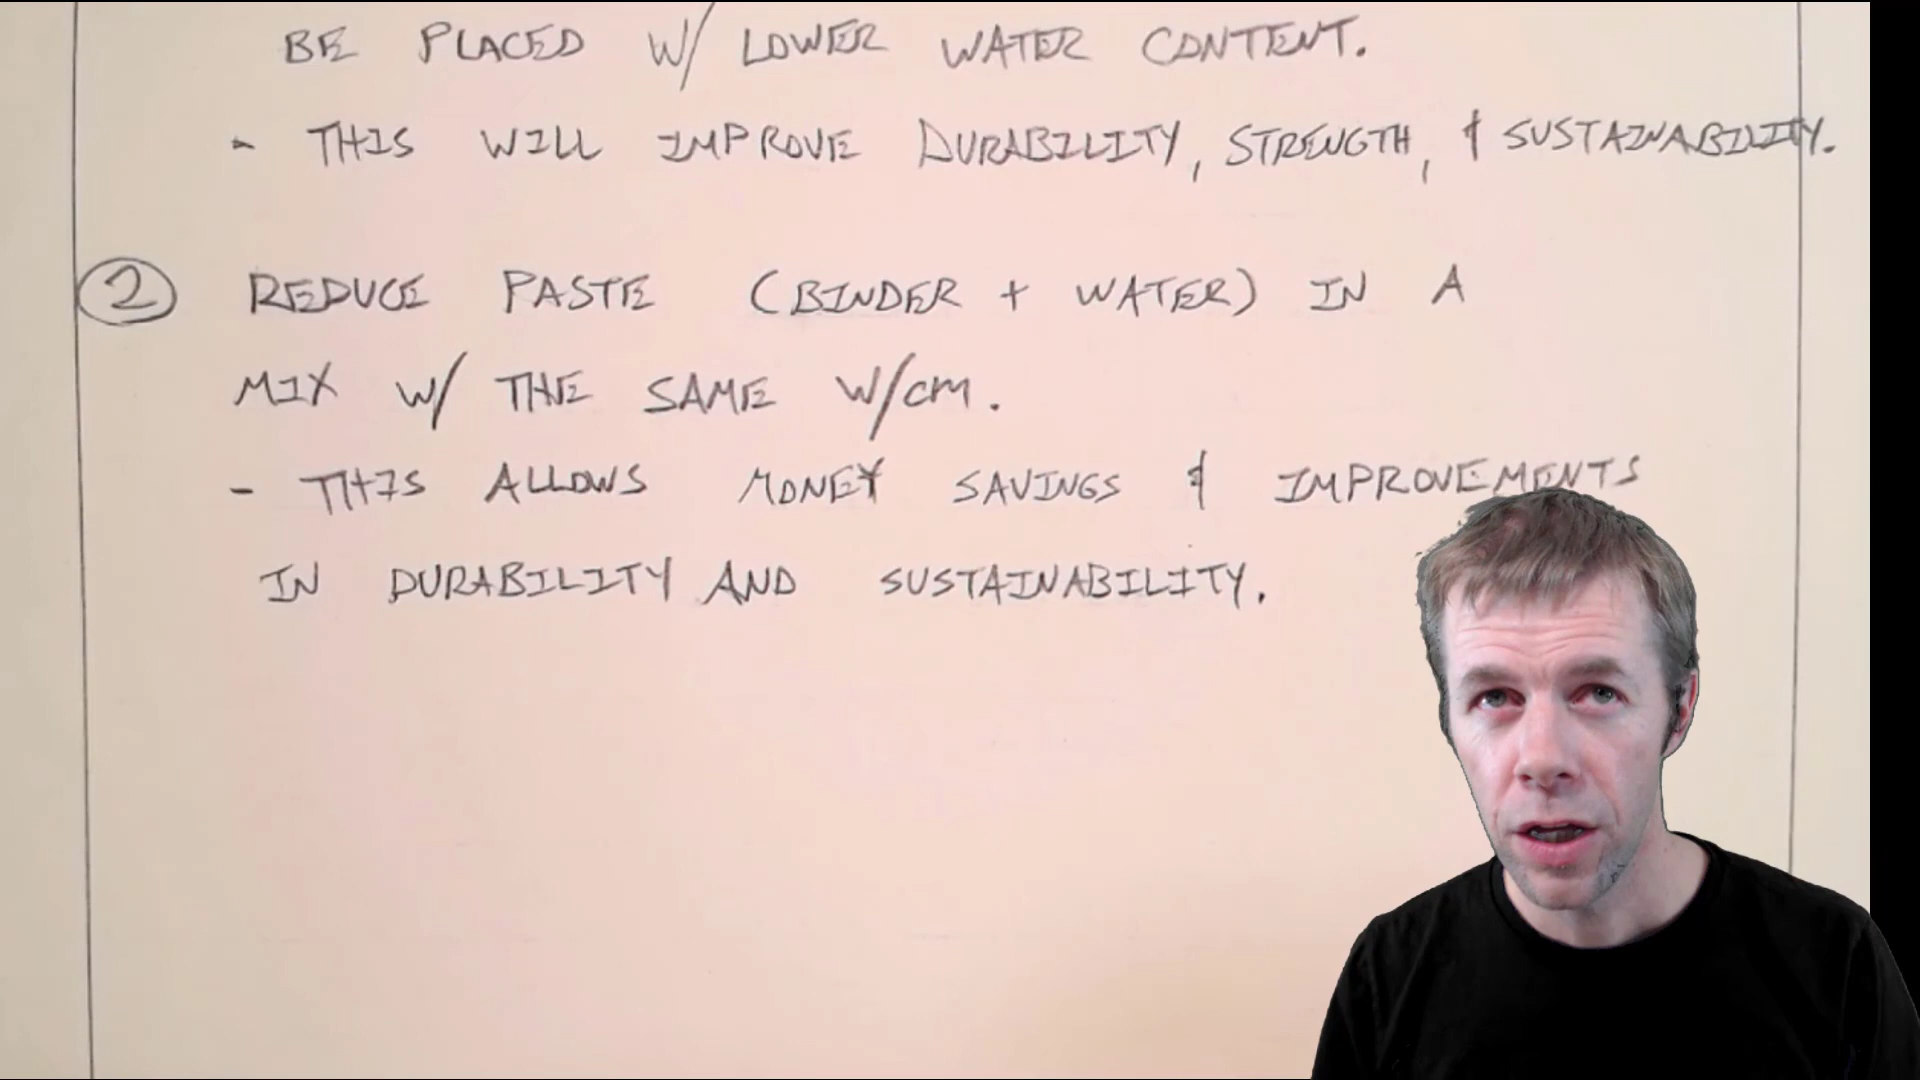 BE PLACED W/ LOWER WATER CONTENT.
- THIS WILL IMPROVE DURABILITY, STRENGTH, & SUSTAINABILITY.
② REDUCE PASTE (BINDER + WATER) IN A
MIX W/ THE SAME W/CM.
- THIS ALLOWS MONEY SAVINGS & IMPROVEMENTS
IN DURABILITY AND SUSTAINABILITY.